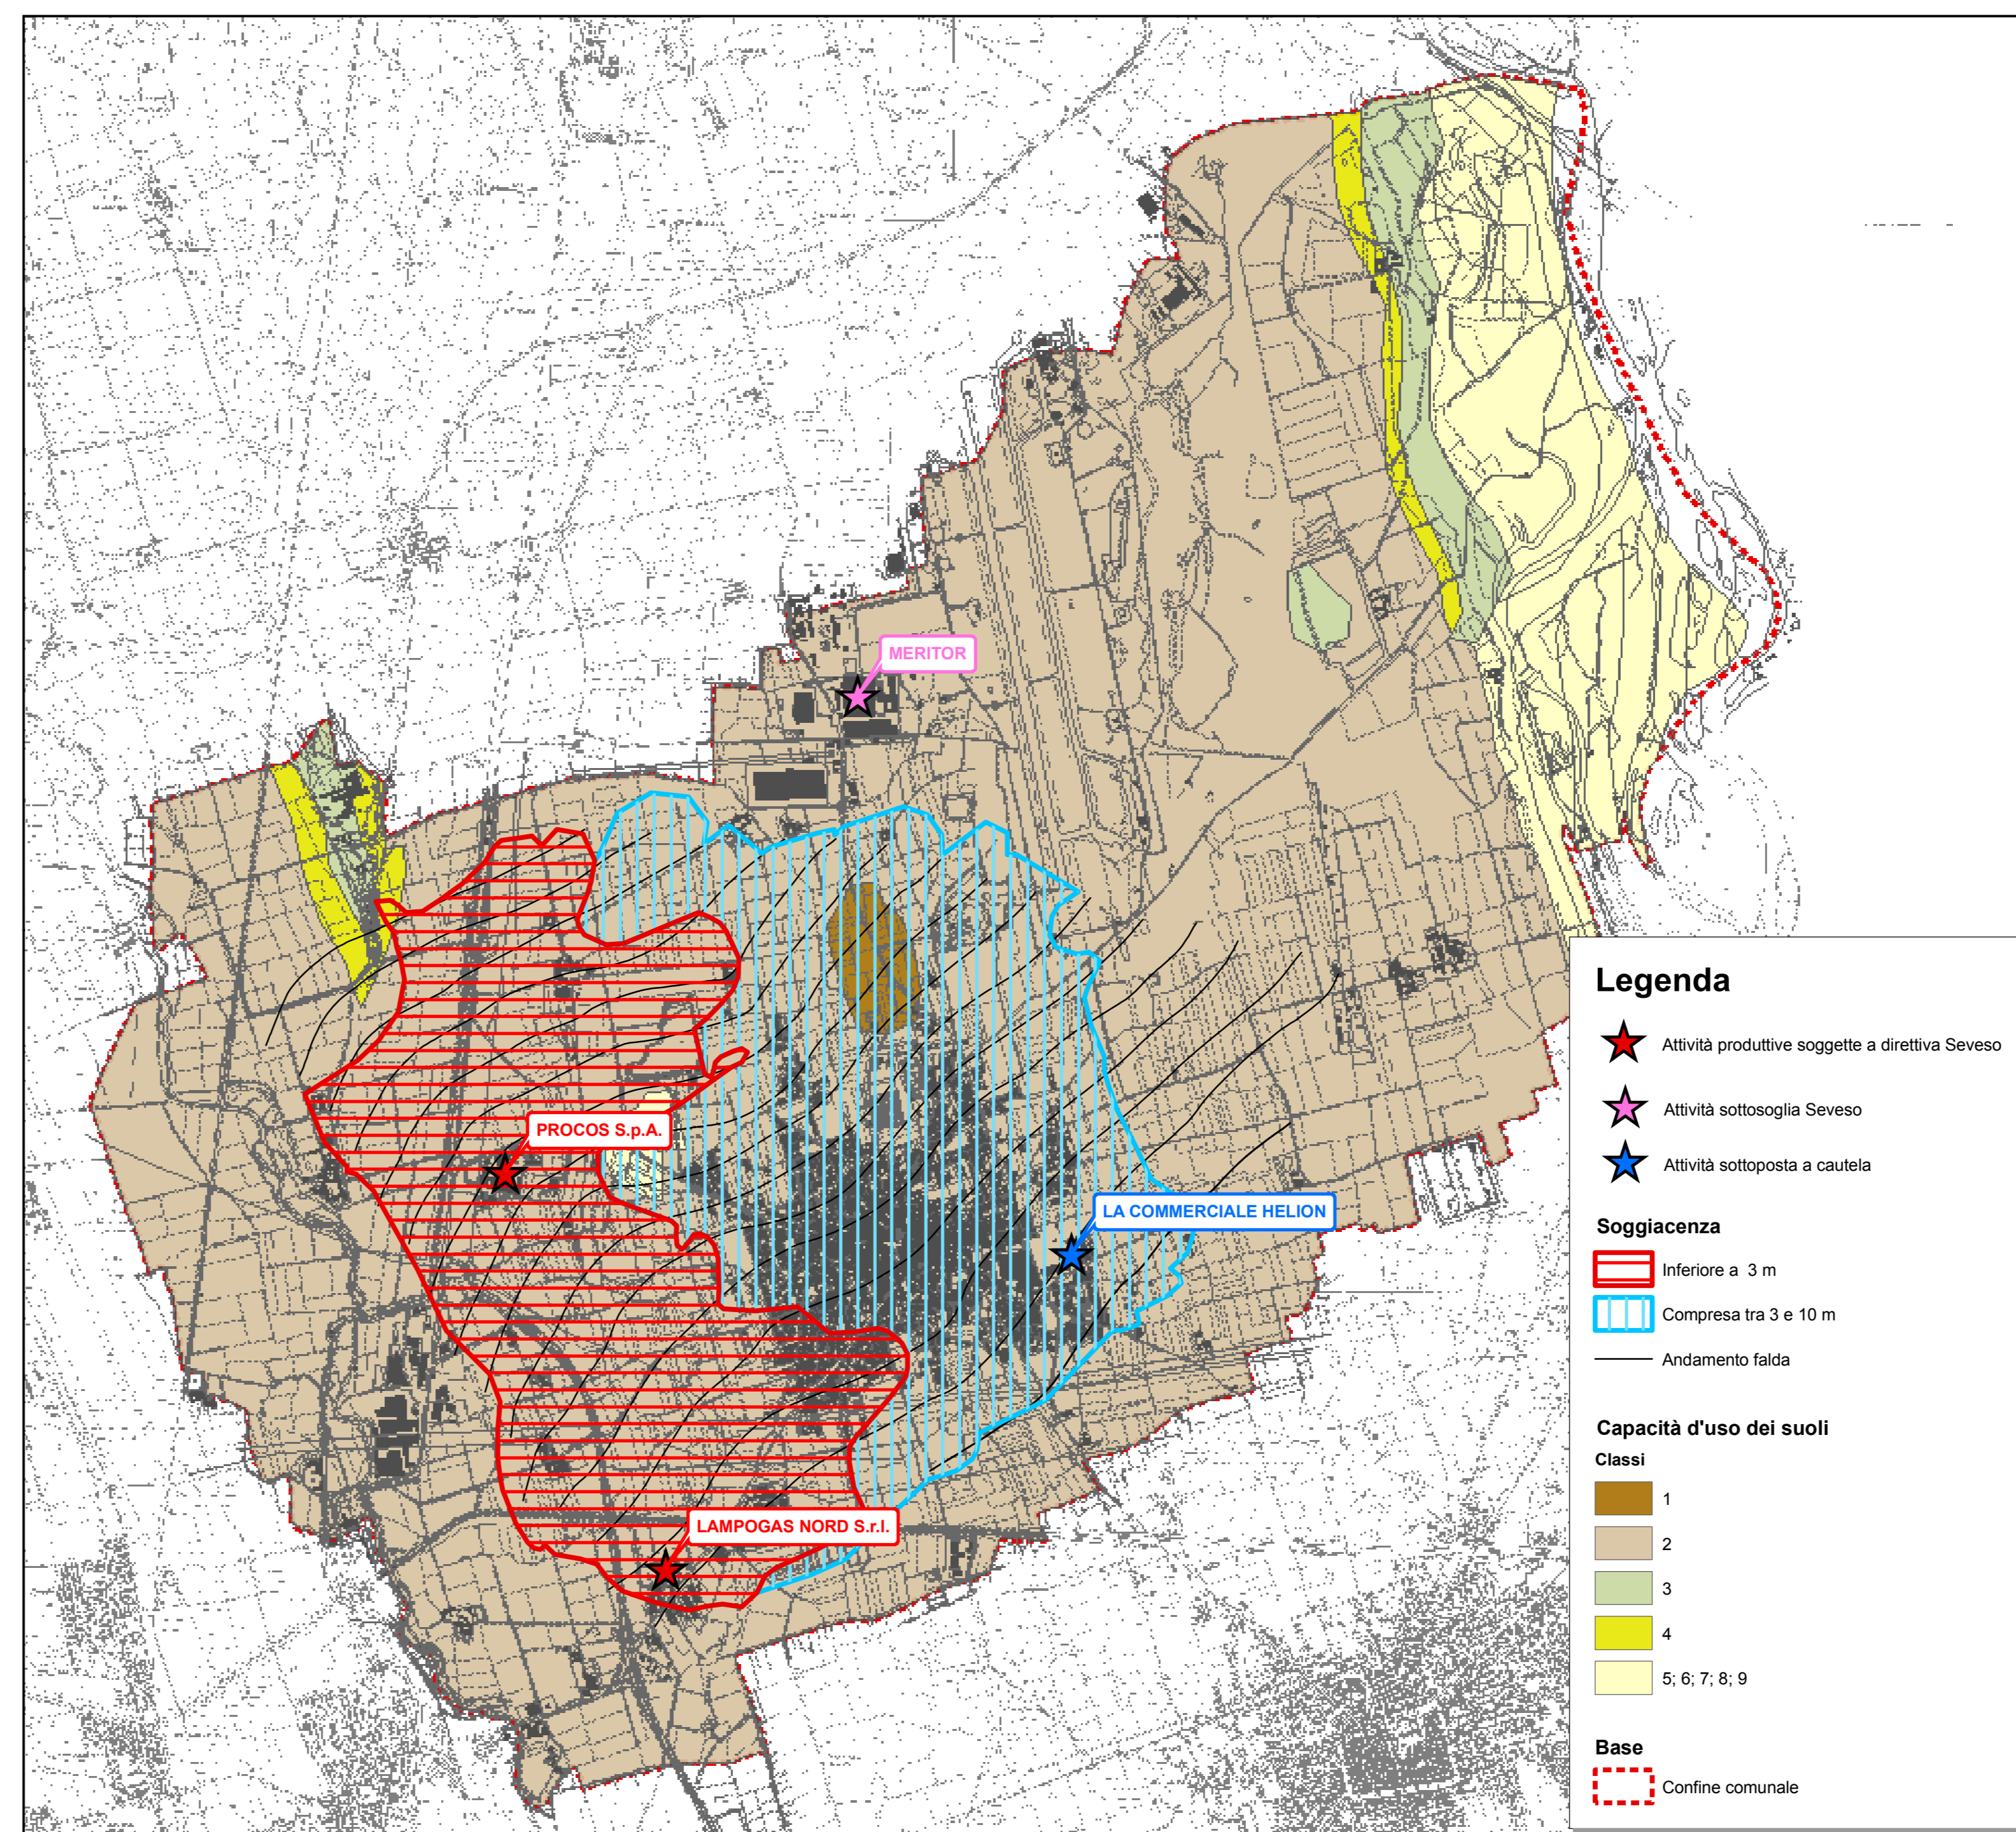 MERITOR
PROCOS S.p.A.
LA COMMERCIALE HELION
LAMPOGAS NORD S.r.l.
Legenda
Attività produttive soggette a direttiva Seveso
Attività sottosoglia Seveso
Attività sottoposta a cautela
Soggiacenza
Inferiore a 3 m
Compresa tra 3 e 10 m
Andamento falda
Capacità d'uso dei suoli
Classi
1
2
3
4
5; 6; 7; 8; 9
Base
Confine comunale